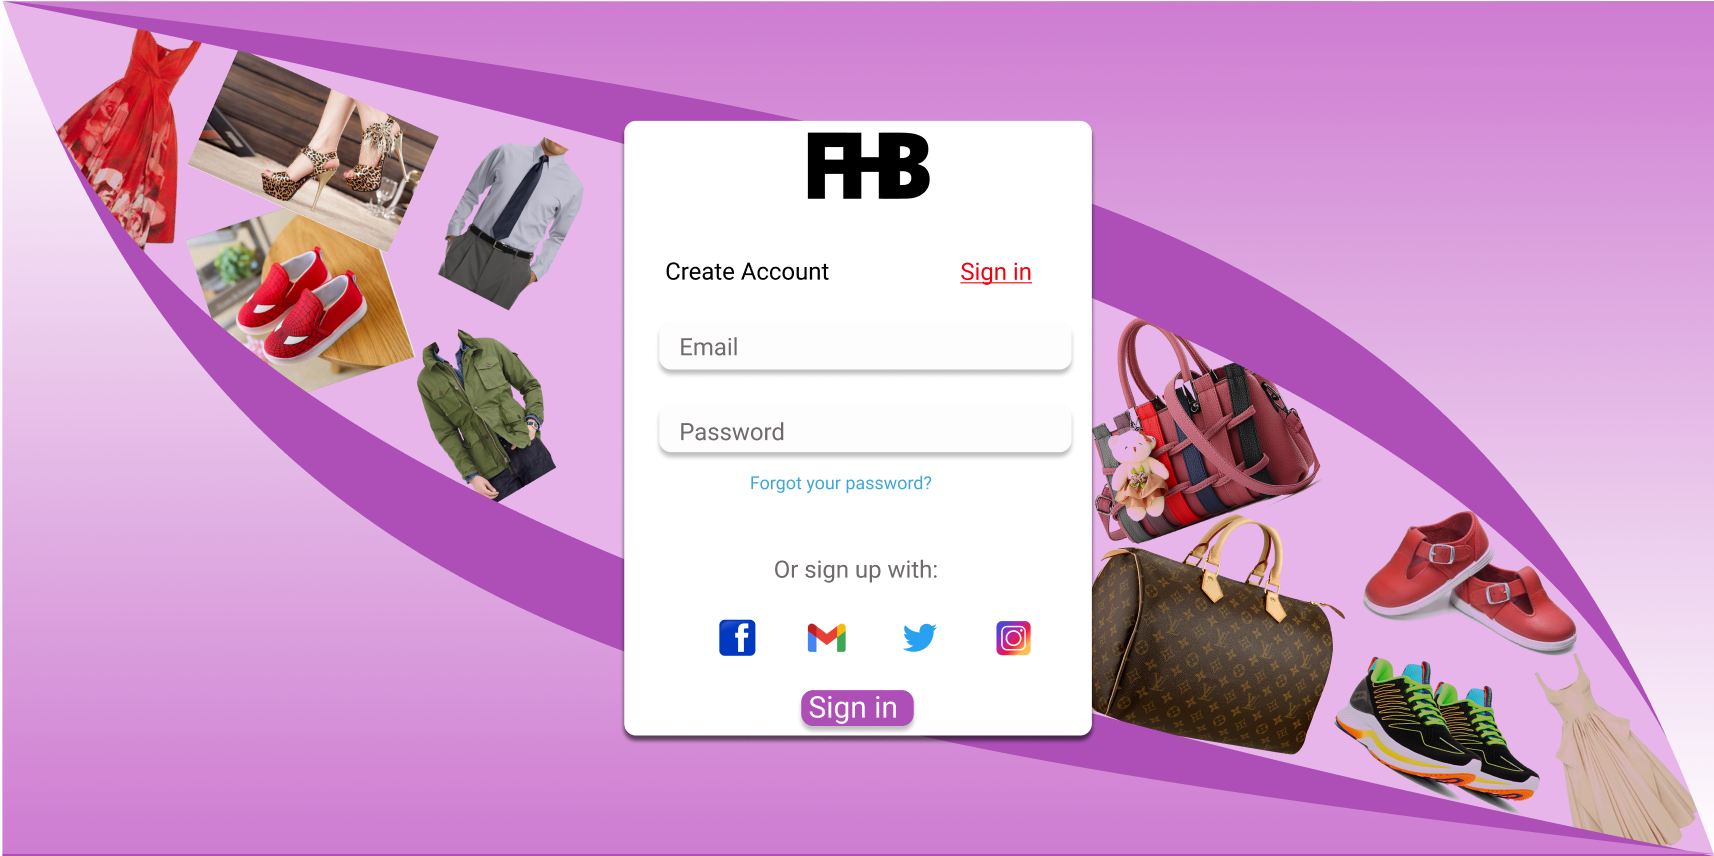 FHB
Create Account Sign in
Email
Password
Forgot your password?
Or sign up with:
Sign in